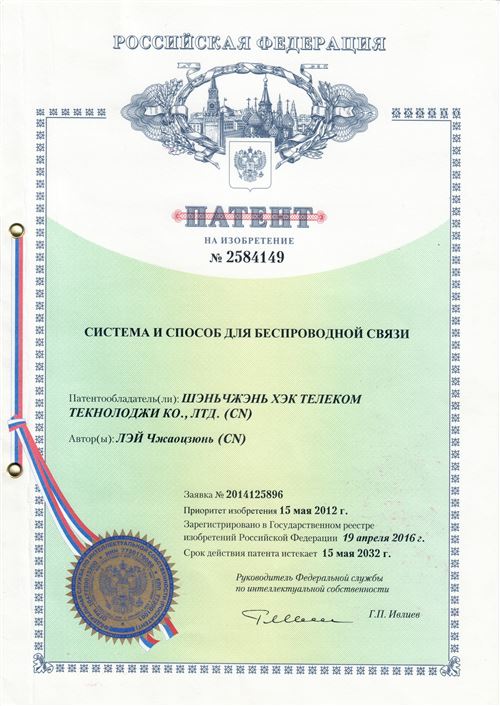 РОССИЙСКАЯ ФЕДЕРАЦИЯ
ПАТЕНТ
НА ИЗОБРЕТЕНИЕ
№ 2584149
СИСТЕМА И СПОСОБ ДЛЯ БЕСПРОВОДНОЙ СВЯЗИ
Патентообладатель(ли): ШЭНЬЧЖЭНЬ ХЭК ТЕЛЕКОМ
ТЕКНОЛОДЖИ КО., ЛТД. (CN)
Автор(ы): ЛЭЙ Чжаоцзюнь (CN)
Заявка № 2014125896
Приоритет изобретения 15 мая 2012 г.
Зарегистрировано в Государственном реестре
изобретений Российской Федерации 19 апреля 2016 г.
Срок действия патента истекает 15 мая 2032 г.
Руководитель Федеральной службы
по интеллектуальной собственности
Г.П. Ивлиев